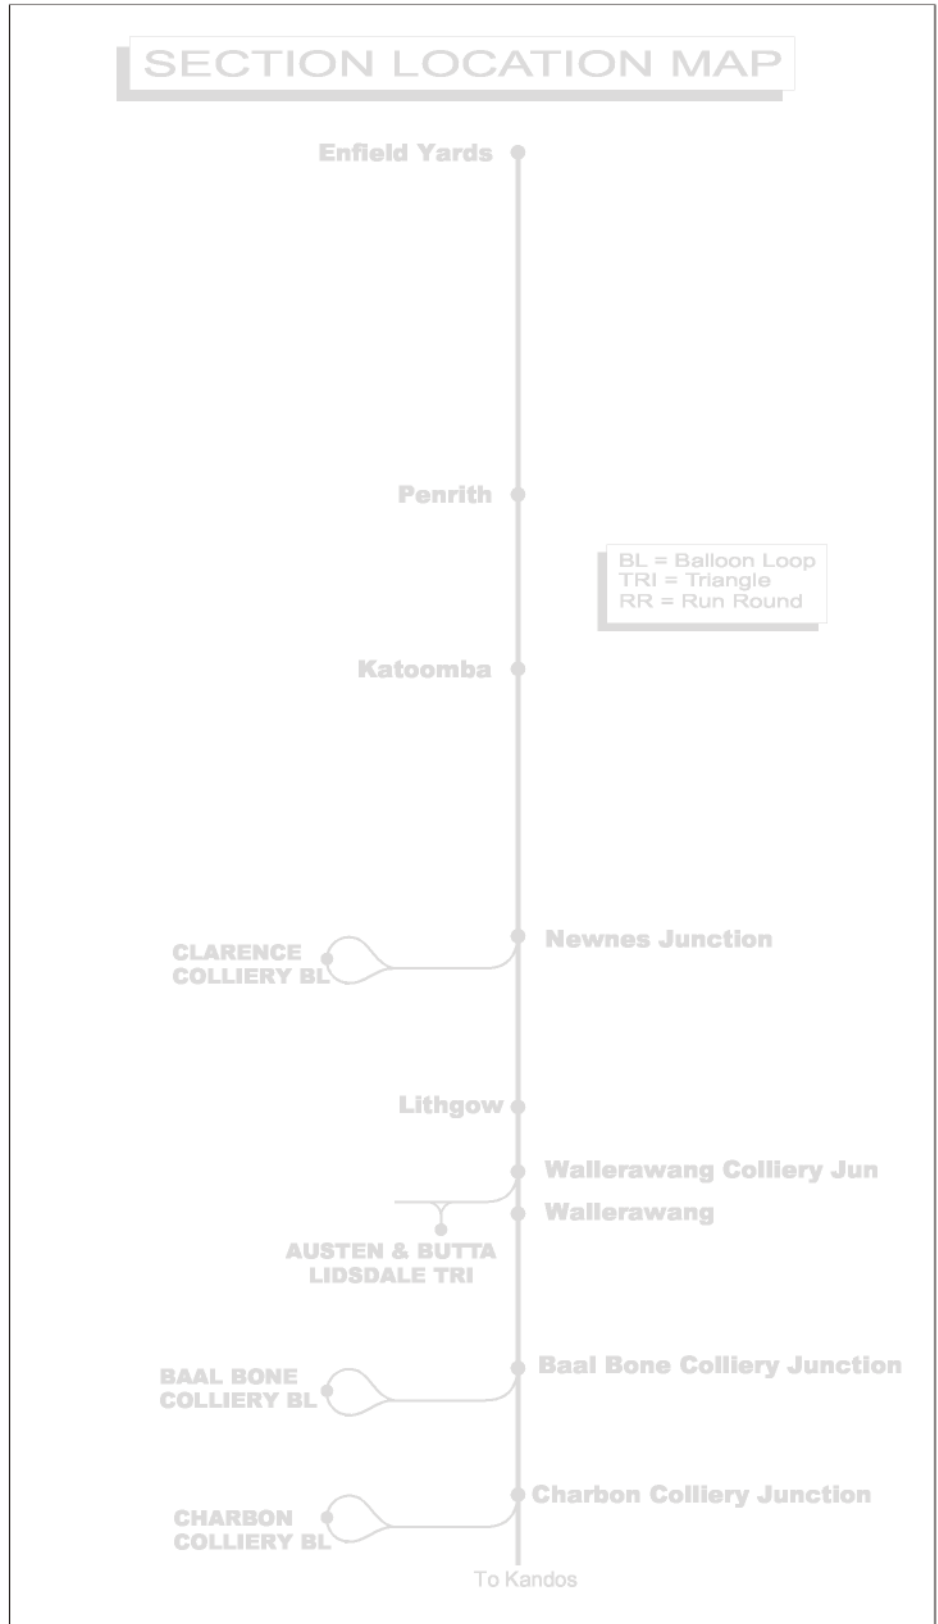 SECTION LOCATION MAP
Enfield Yards
Penrith
BL = Balloon Loop
TRI = Triangle
RR = Run Round
Katoomba
Newnes Junction
CLARENCE
COLLIERY BL
Lithgow
Wallerawang Colliery Jun
Wallerawang
AUSTEN & BUTTA
LIDSDALE TRI
Baal Bone Colliery Junction
BAAL BONE
COLLIERY BL
Charbon Colliery Junction
CHARBON
COLLIERY BL
To Kandos